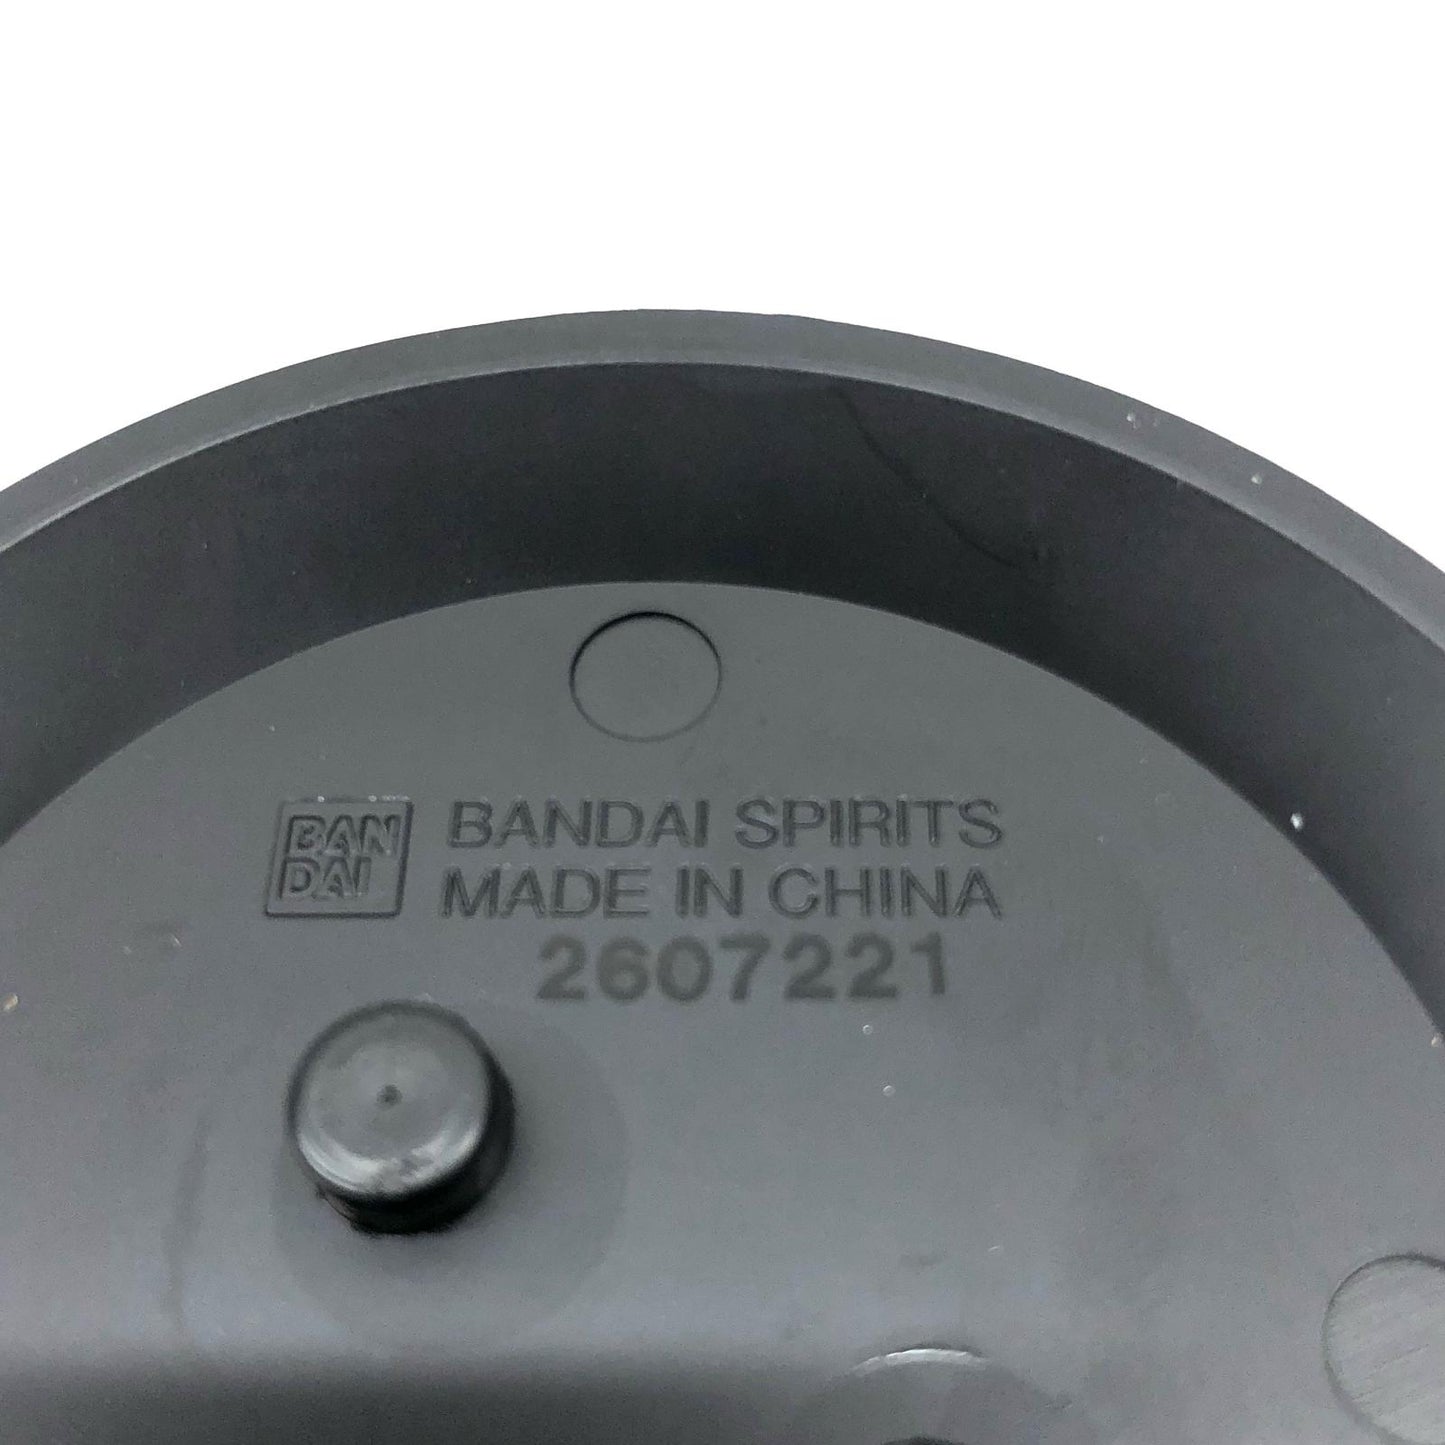 BAN
DAI
BANDAI SPIRITS
MADE IN CHINA
2607221